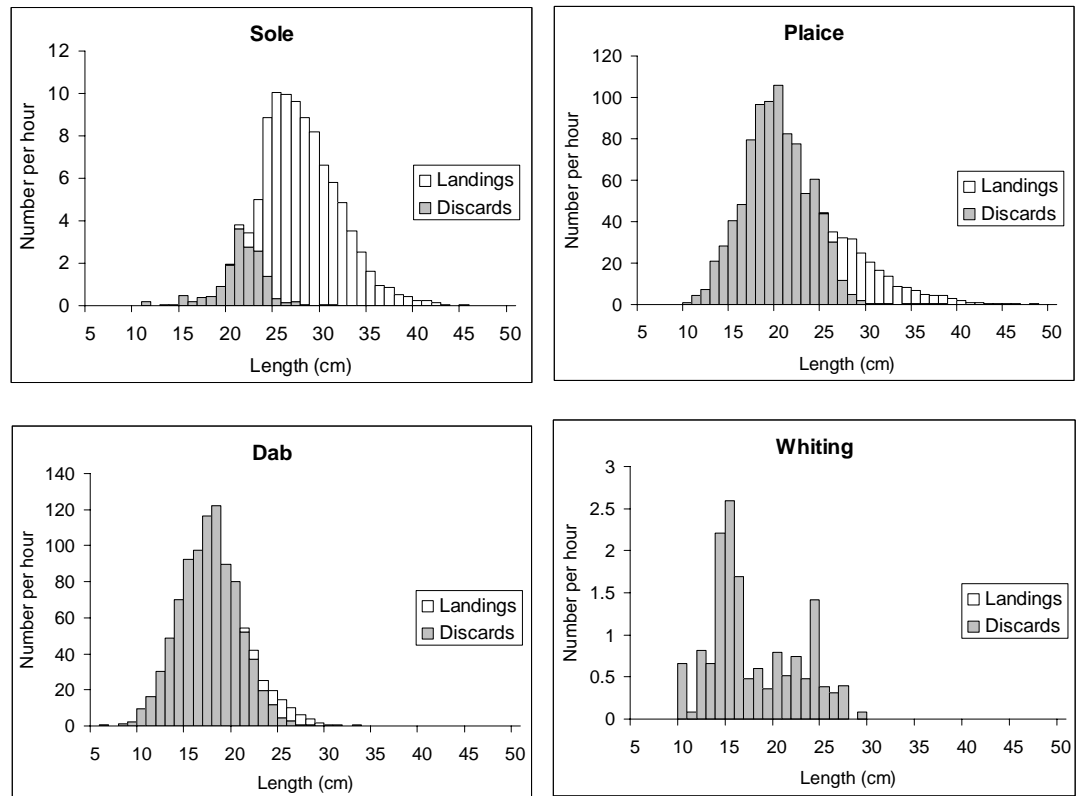 Sole
12
10
8
6
4
2
0
Number per hour
Landings
Discards
5 10 15 20 25 30 35 40 45 50
Length (cm)
Plaice
120
100
80
60
40
20
0
Number per hour
Landings
Discards
5 10 15 20 25 30 35 40 45 50
Length (cm)
Dab
140
120
100
80
60
40
20
0
Number per hour
Landings
Discards
5 10 15 20 25 30 35 40 45 50
Length (cm)
Whiting
3
2.5
2
1.5
1
0.5
0
Number per hour
Landings
Discards
5 10 15 20 25 30 35 40 45 50
Length (cm)